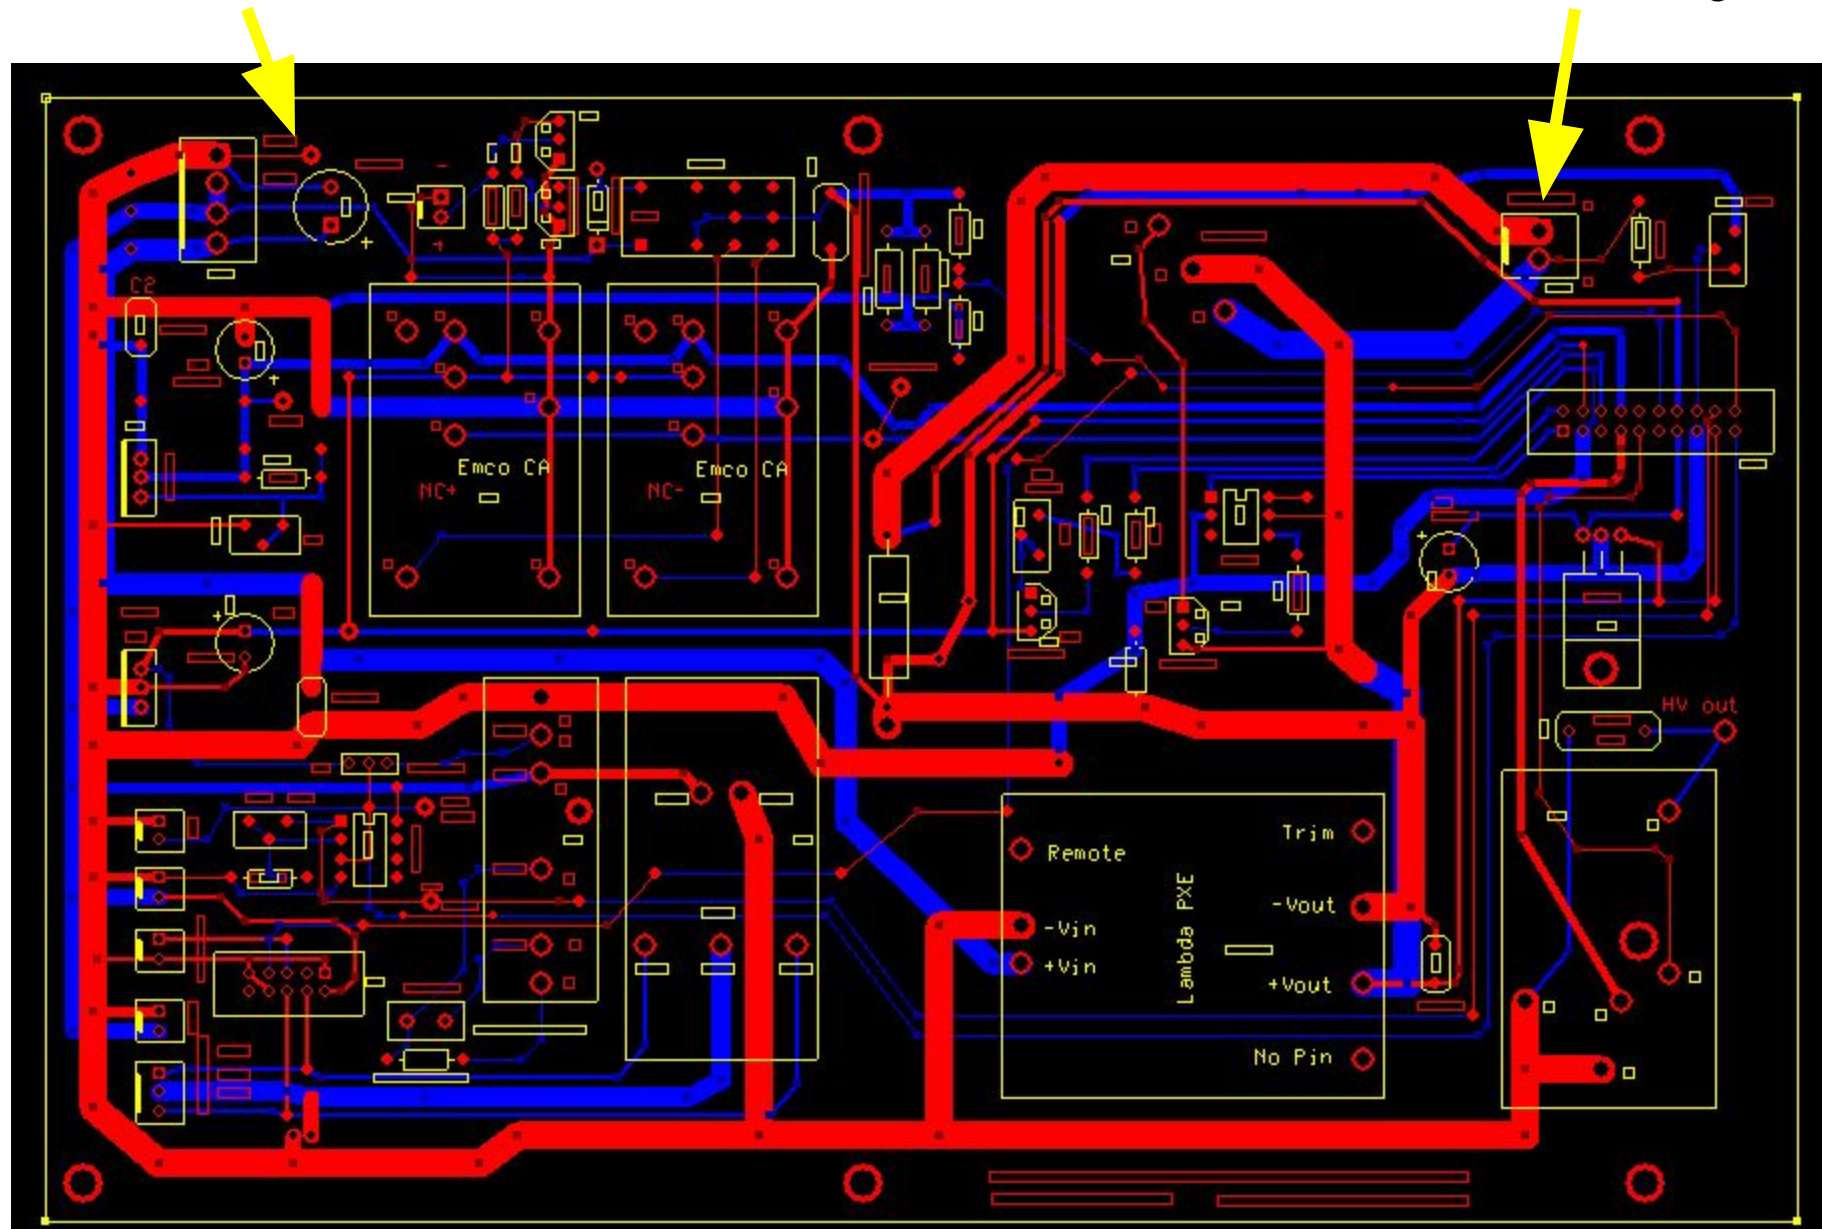 C2
Emco CA
Emco CA
NC+
NC-
HV out
Trim
Remote
-Vout
-Vin
+Vin
Lambda PXE
+Vout
No Pin